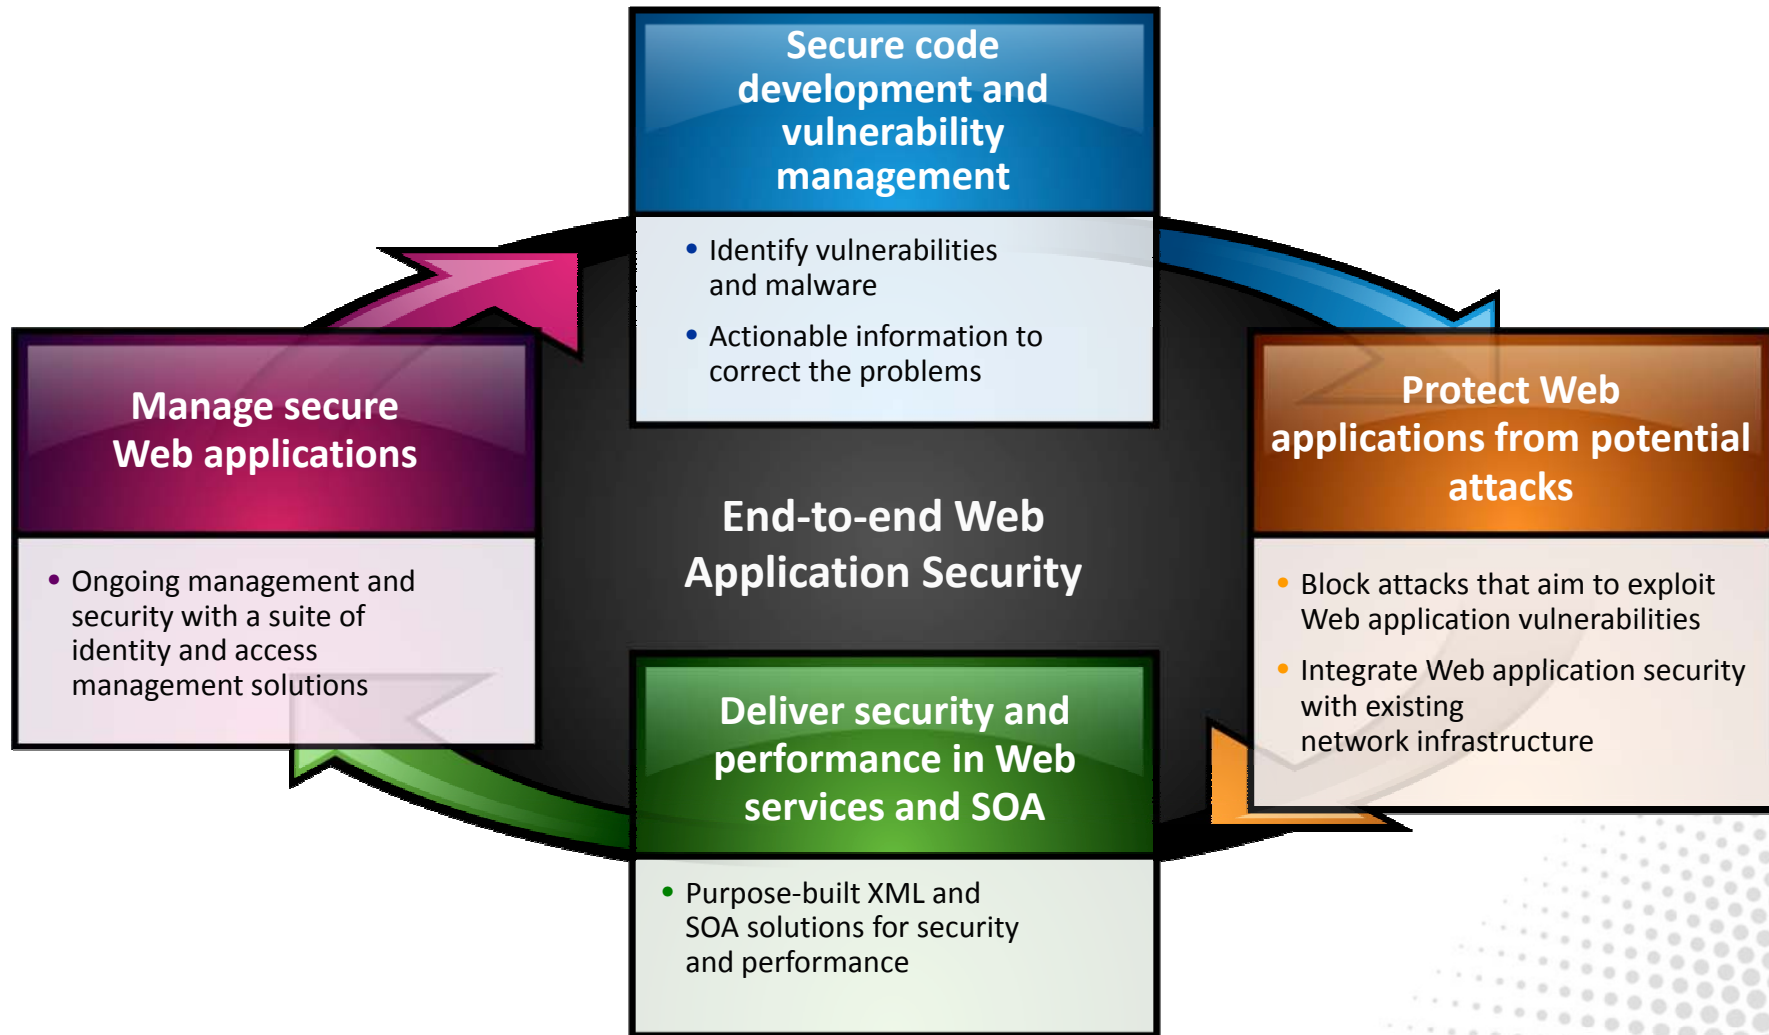 Secure code
development and
vulnerability
management
• Identify vulnerabilities
and malware
• Actionable information to
correct the problems
Manage secure
Web applications
• Ongoing management and
security with a suite of
identity and access
management solutions
End-to-end Web
Application Security
Protect Web
applications from potential
attacks
• Block attacks that aim to exploit
Web application vulnerabilities
• Integrate Web application security
with existing
network infrastructure
Deliver security and
performance in Web
services and SOA
• Purpose-built XML and
SOA solutions for security
and performance